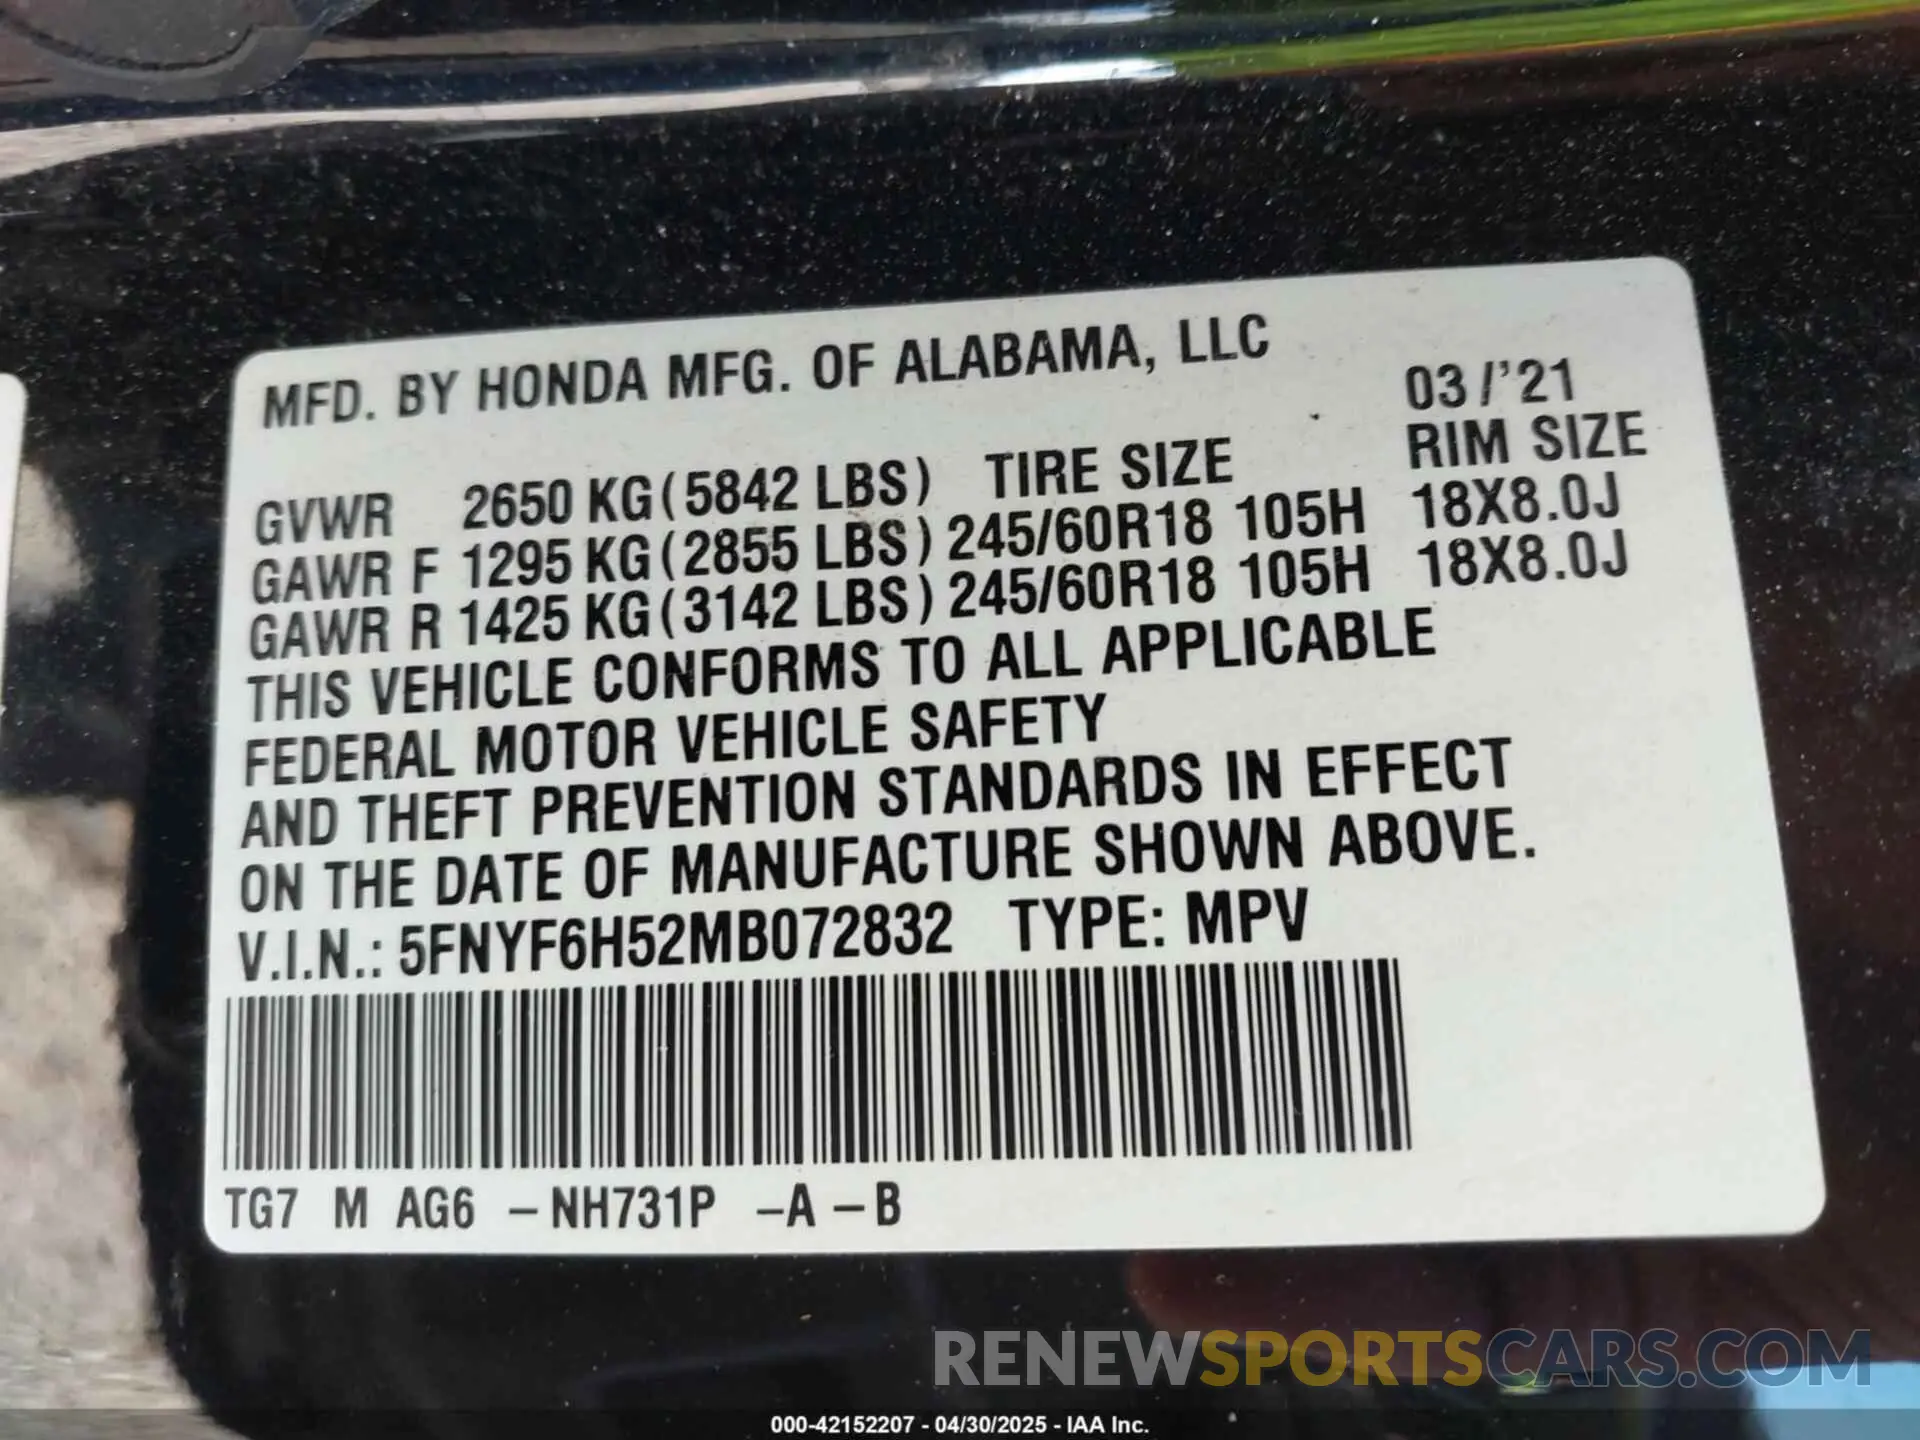 MFD. BY HONDA MFG. OF ALABAMA, LLC
03/'21
GVWR 2650 KG(5842 LBS) TIRE SIZE RIM SIZE
GAWR F 1295 KG(2855 LBS) 245/60R18 105H 18X8.0J
GAWR R 1425 KG(3142 LBS) 245/60R18 105H 18X8.0J
THIS VEHICLE CONFORMS TO ALL APPLICABLE
FEDERAL MOTOR VEHICLE SAFETY
AND THEFT PREVENTION STANDARDS IN EFFECT
ON THE DATE OF MANUFACTURE SHOWN ABOVE.
V.I.N.: 5FNYF6H52MB072832 TYPE: MPV
TG7 M AG6 –NH731P –A –B
RENEWSPORTSCARS.COM
000-42152207 - 04/30/2025 - IAA Inc.